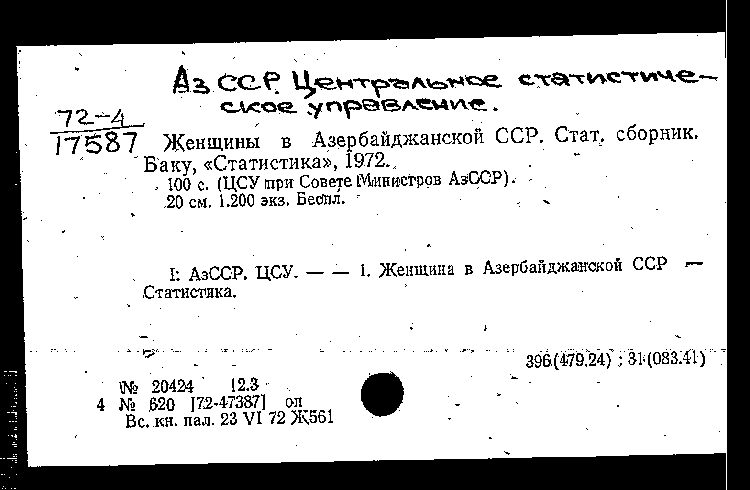 Аз ССР. Центральное статистиче-
ское управление.
72-4
17587
Женщины в Азербайджанской ССР. Стат. сборник.
Баку, «Статистика», 1972.
100 с. (ЦСУ при Совете Министров АзССР).
20 см. 1.200 экз. Беспл.
I: АзССР. ЦСУ. — — 1. Женщина в Азербайджанской ССР —
Статистика.
396(479.24) ; 31(083.41)
№ 20424 12.3
4 № 620 [72-47387] ол
Вс. кн. пал. 23 VI 72 Ж561